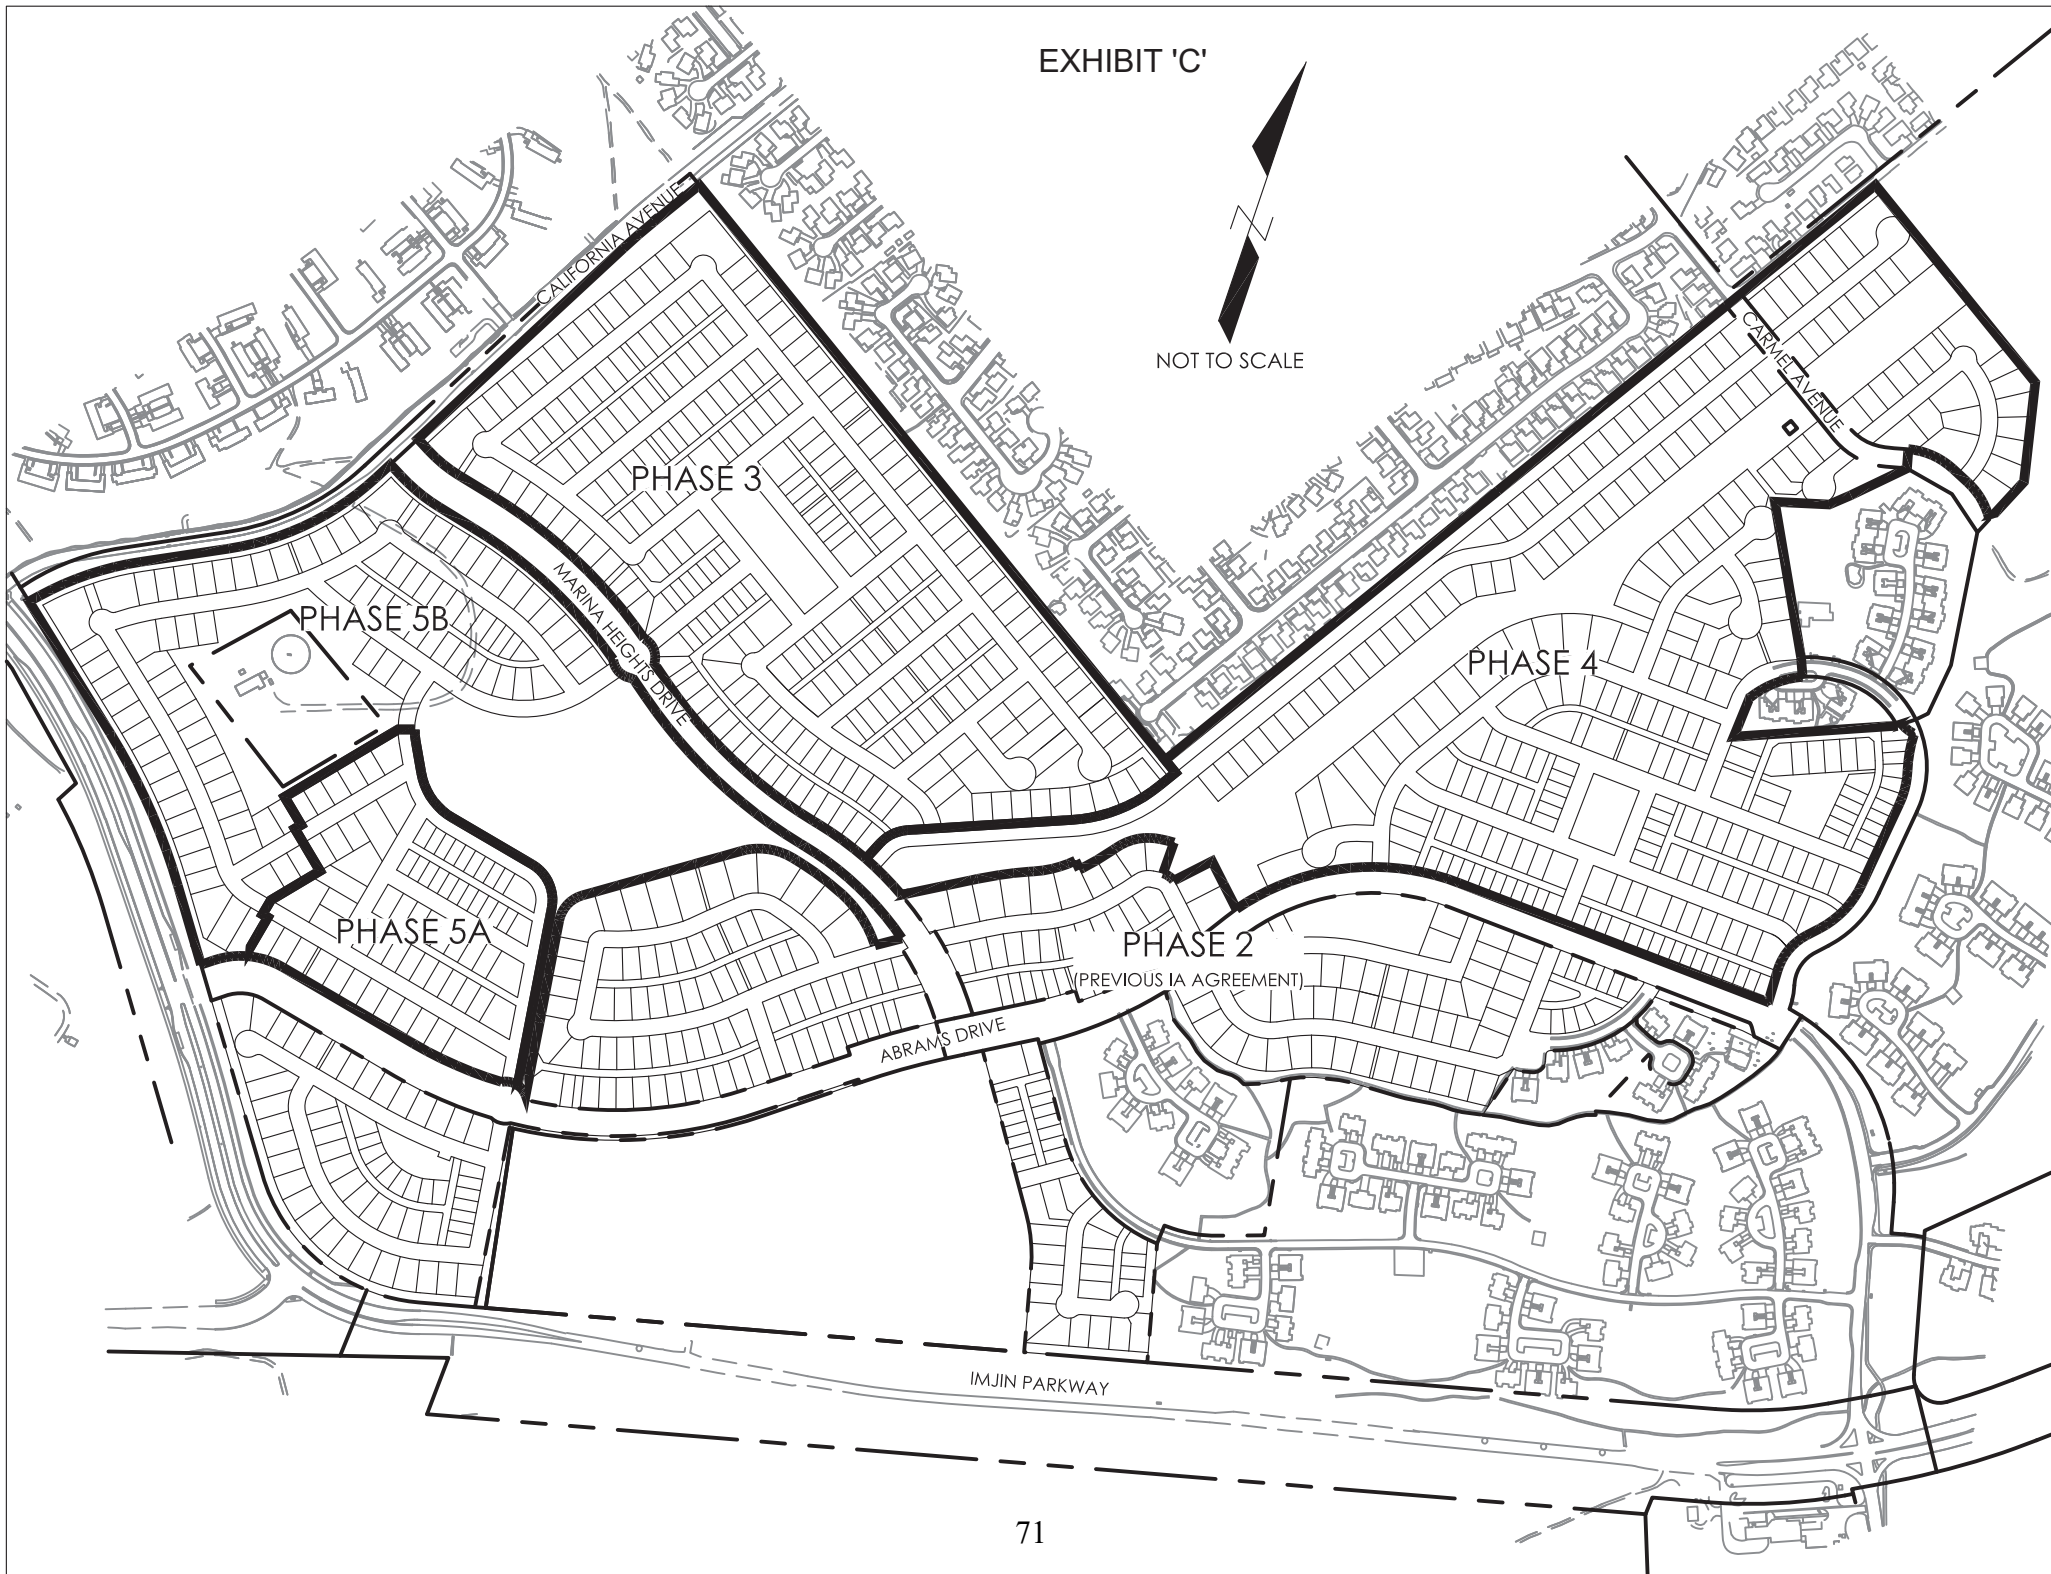 EXHIBIT 'C'
NOT TO SCALE
CALIFORNIA AVENUE
CARMEL AVENUE
PHASE 3
MARINA HEIGHTS DRIVE
PHASE 5B
PHASE 4
PHASE 5A
PHASE 2
(PREVIOUS IA AGREEMENT)
ABRAMS DRIVE
IMJIN PARKWAY
71